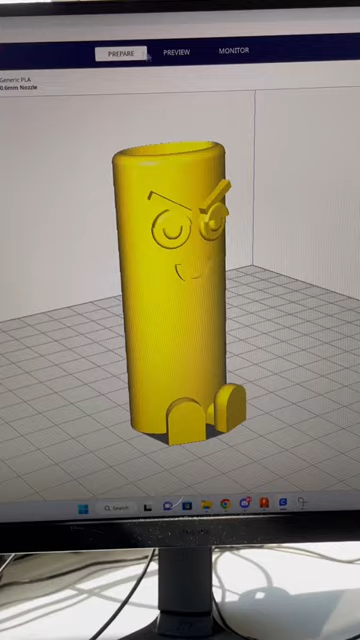 PREPARE
PREVIEW
MONITOR
Generic PLA
0.6mm Nozzle
Search